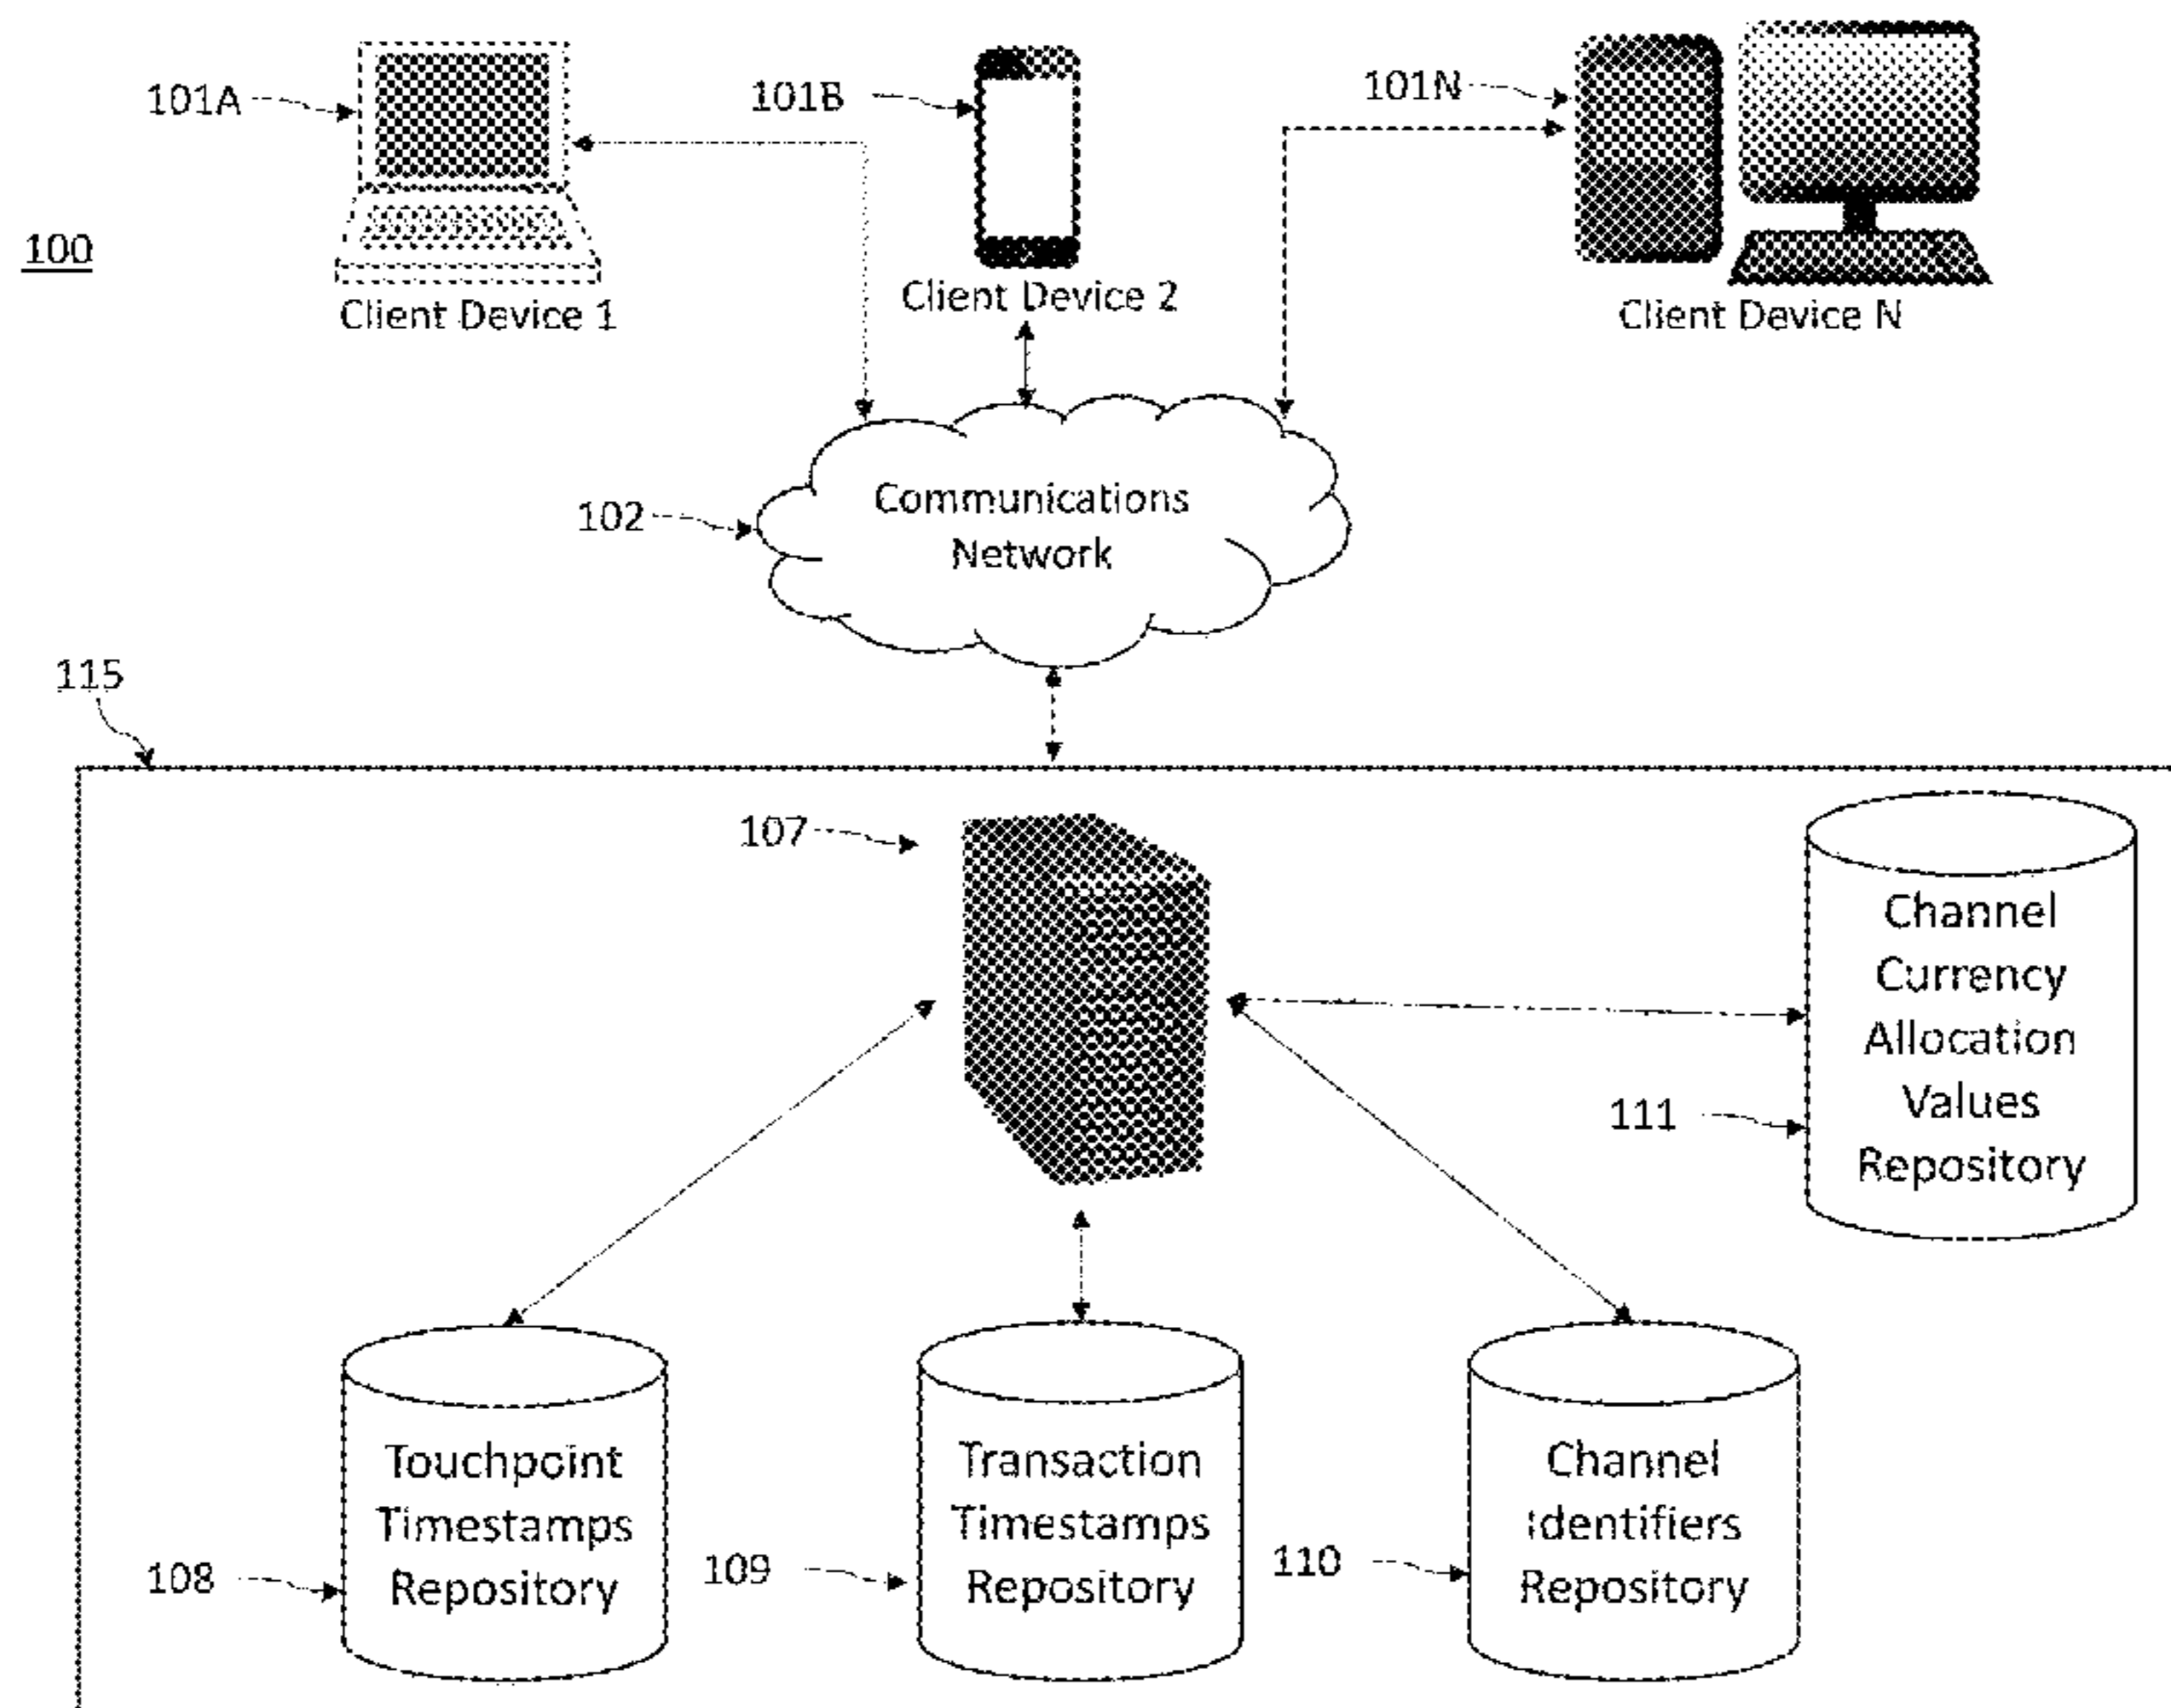 101A
101B
101N
100
Client Device 1
Client Device 2
Client Device N
102
Communications
Network
115
107
Channel
Currency
Allocation
Values
Repository
111
Touchpoint
Timestamps
Repository
108
Transaction
Timestamps
Repository
109
Channel
Identifiers
Repository
110